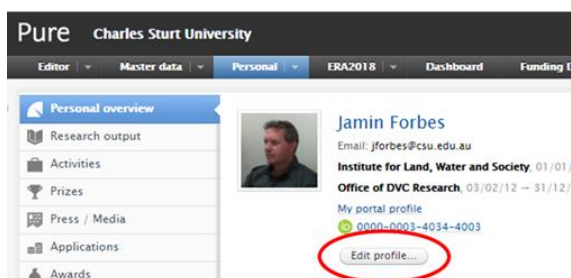 Pure Charles Sturt University
Editor Master data Personal ERA2018 Dashboard Funding
Personal overview
Research output
Activities
Prizes
Press / Media
Applications
Awards
Jamin Forbes
Email: jforbes@csu.edu.au
Institute for Land, Water and Society, 01/01/
Office of DVC Research, 03/02/12 → 31/12/
My portal profile
iD 0000-0003-4034-4003
Edit profile...